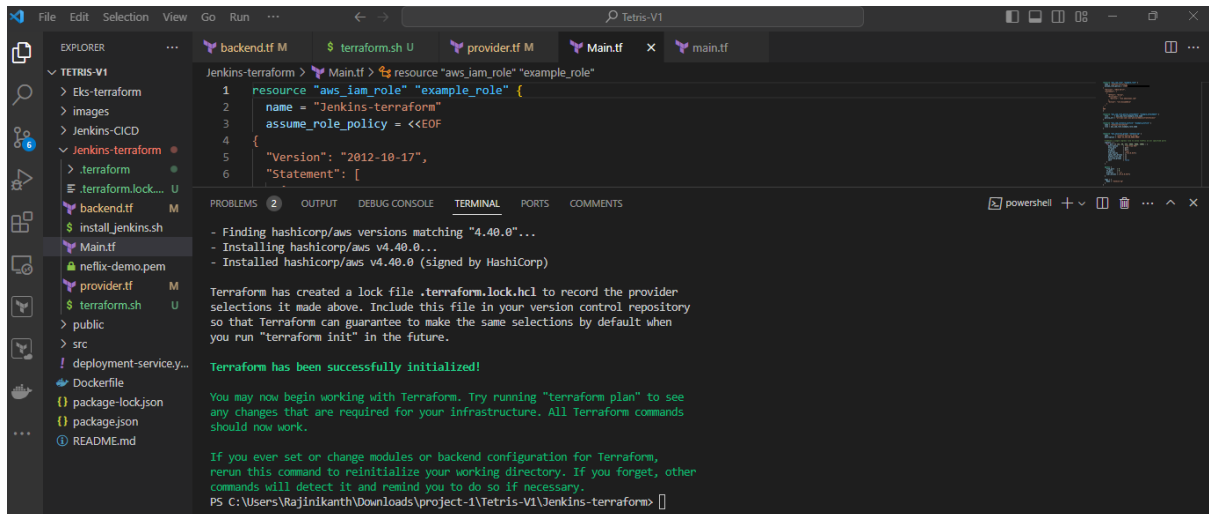 File Edit Selection View Go Run ··· Tetris-V1
EXPLORER ···
TETRIS-V1
Eks-terraform
images
Jenkins-CICD
Jenkins-terraform
.terraform
.terraform.lock.... U
backend.tf M
install_jenkins.sh
Main.tf
neflix-demo.pem
provider.tf M
terraform.sh U
public
src
deployment-service.y...
Dockerfile
package-lock.json
package.json
README.md
6
backend.tf M terraform.sh U provider.tf M Main.tf main.tf
Jenkins-terraform > Main.tf > resource "aws_iam_role" "example_role"
1 resource "aws_iam_role" "example_role" {
2 name = "Jenkins-terraform"
3 assume_role_policy = <<EOF
4 {
5 "Version": "2012-10-17",
6 "Statement": [
PROBLEMS 2 OUTPUT DEBUG CONSOLE TERMINAL PORTS COMMENTS powershell
- Finding hashicorp/aws versions matching "4.40.0"...
- Installing hashicorp/aws v4.40.0...
- Installed hashicorp/aws v4.40.0 (signed by HashiCorp)
Terraform has created a lock file .terraform.lock.hcl to record the provider
selections it made above. Include this file in your version control repository
so that Terraform can guarantee to make the same selections by default when
you run "terraform init" in the future.
Terraform has been successfully initialized!
You may now begin working with Terraform. Try running "terraform plan" to see
any changes that are required for your infrastructure. All Terraform commands
should now work.
If you ever set or change modules or backend configuration for Terraform,
rerun this command to reinitialize your working directory. If you forget, other
commands will detect it and remind you to do so if necessary.
PS C:\Users\Rajinikanth\Downloads\project-1\Tetris-V1\Jenkins-terraform>